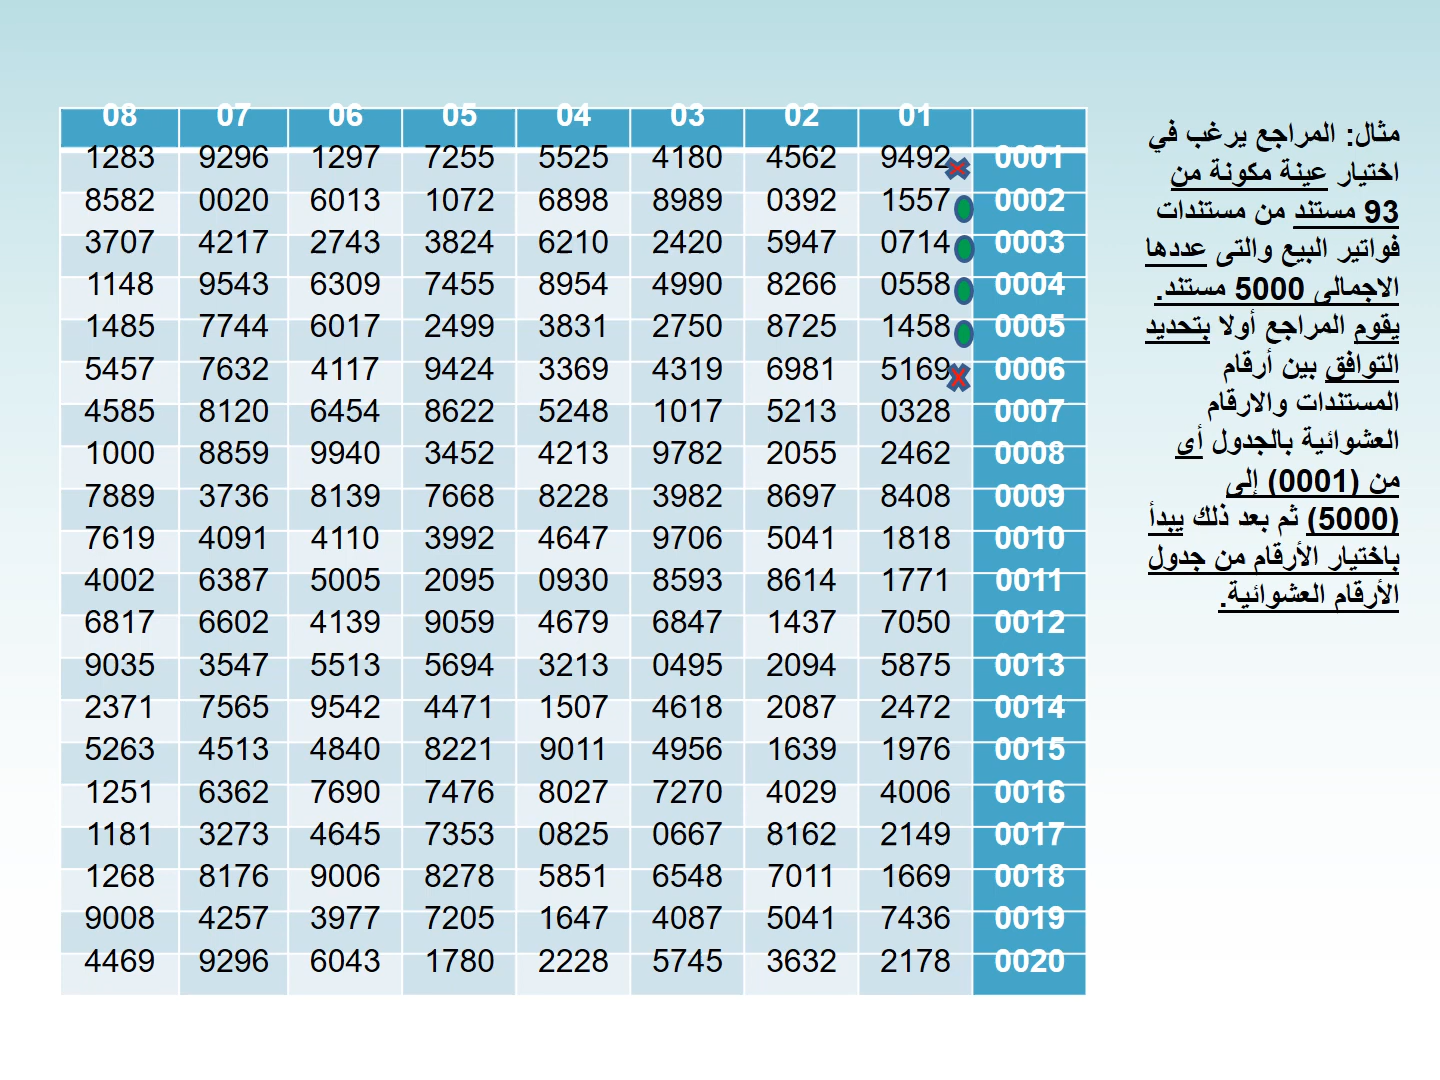 مثال: المراجع يرغب في
اختيار عينة مكونة من
93 مستند من مستندات
فواتير البيع والتى عددها
الاجمالى 5000 مستند.
يقوم المراجع أولا بتحديد
التوافق بين أرقام
المستندات والارقام
العشوائية بالجدول أى
من (0001) إلى
(5000) ثم بعد ذلك يبدأ
باختيار الأرقام من جدول
الأرقام العشوائية.
08 07 06 05 04 03 02 01
1283 9296 1297 7255 5525 4180 4562 9492 0001
8582 0020 6013 1072 6898 8989 0392 1557 0002
3707 4217 2743 3824 6210 2420 5947 0714 0003
1148 9543 6309 7455 8954 4990 8266 0558 0004
1485 7744 6017 2499 3831 2750 8725 1458 0005
5457 7632 4117 9424 3369 4319 6981 5169 0006
4585 8120 6454 8622 5248 1017 5213 0328 0007
1000 8859 9940 3452 4213 9782 2055 2462 0008
7889 3736 8139 7668 8228 3982 8697 8408 0009
7619 4091 4110 3992 4647 9706 5041 1818 0010
4002 6387 5005 2095 0930 8593 8614 1771 0011
6817 6602 4139 9059 4679 6847 1437 7050 0012
9035 3547 5513 5694 3213 0495 2094 5875 0013
2371 7565 9542 4471 1507 4618 2087 2472 0014
5263 4513 4840 8221 9011 4956 1639 1976 0015
1251 6362 7690 7476 8027 7270 4029 4006 0016
1181 3273 4645 7353 0825 0667 8162 2149 0017
1268 8176 9006 8278 5851 6548 7011 1669 0018
9008 4257 3977 7205 1647 4087 5041 7436 0019
4469 9296 6043 1780 2228 5745 3632 2178 0020